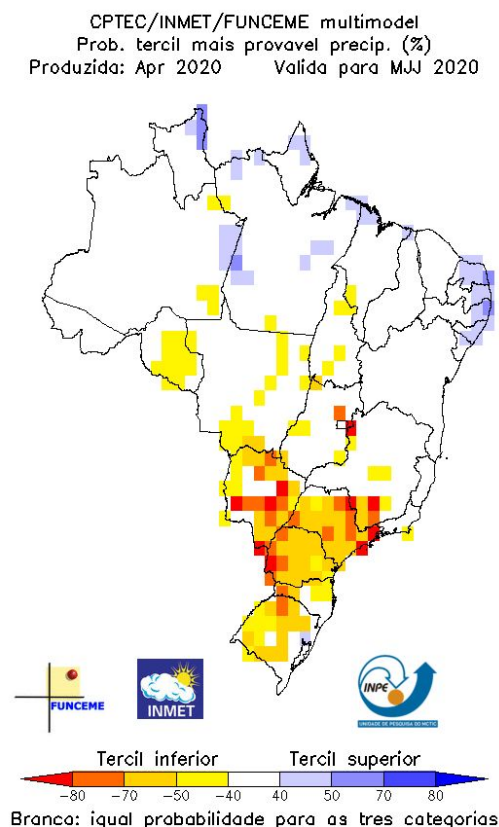 CPTEC/INMET/FUNCEME multimodel
Prob. tercil mais provavel precip. (%)
Produzida: Apr 2020 Valida para MJJ 2020
FUNCEME
INMET
INPE
UNIDADE DE PESQUISA DO MCTIC
Tercil inferior Tercil superior
-80 -70 -50 -40 40 50 70 80
Branca: igual probabilidade para as tres categorias